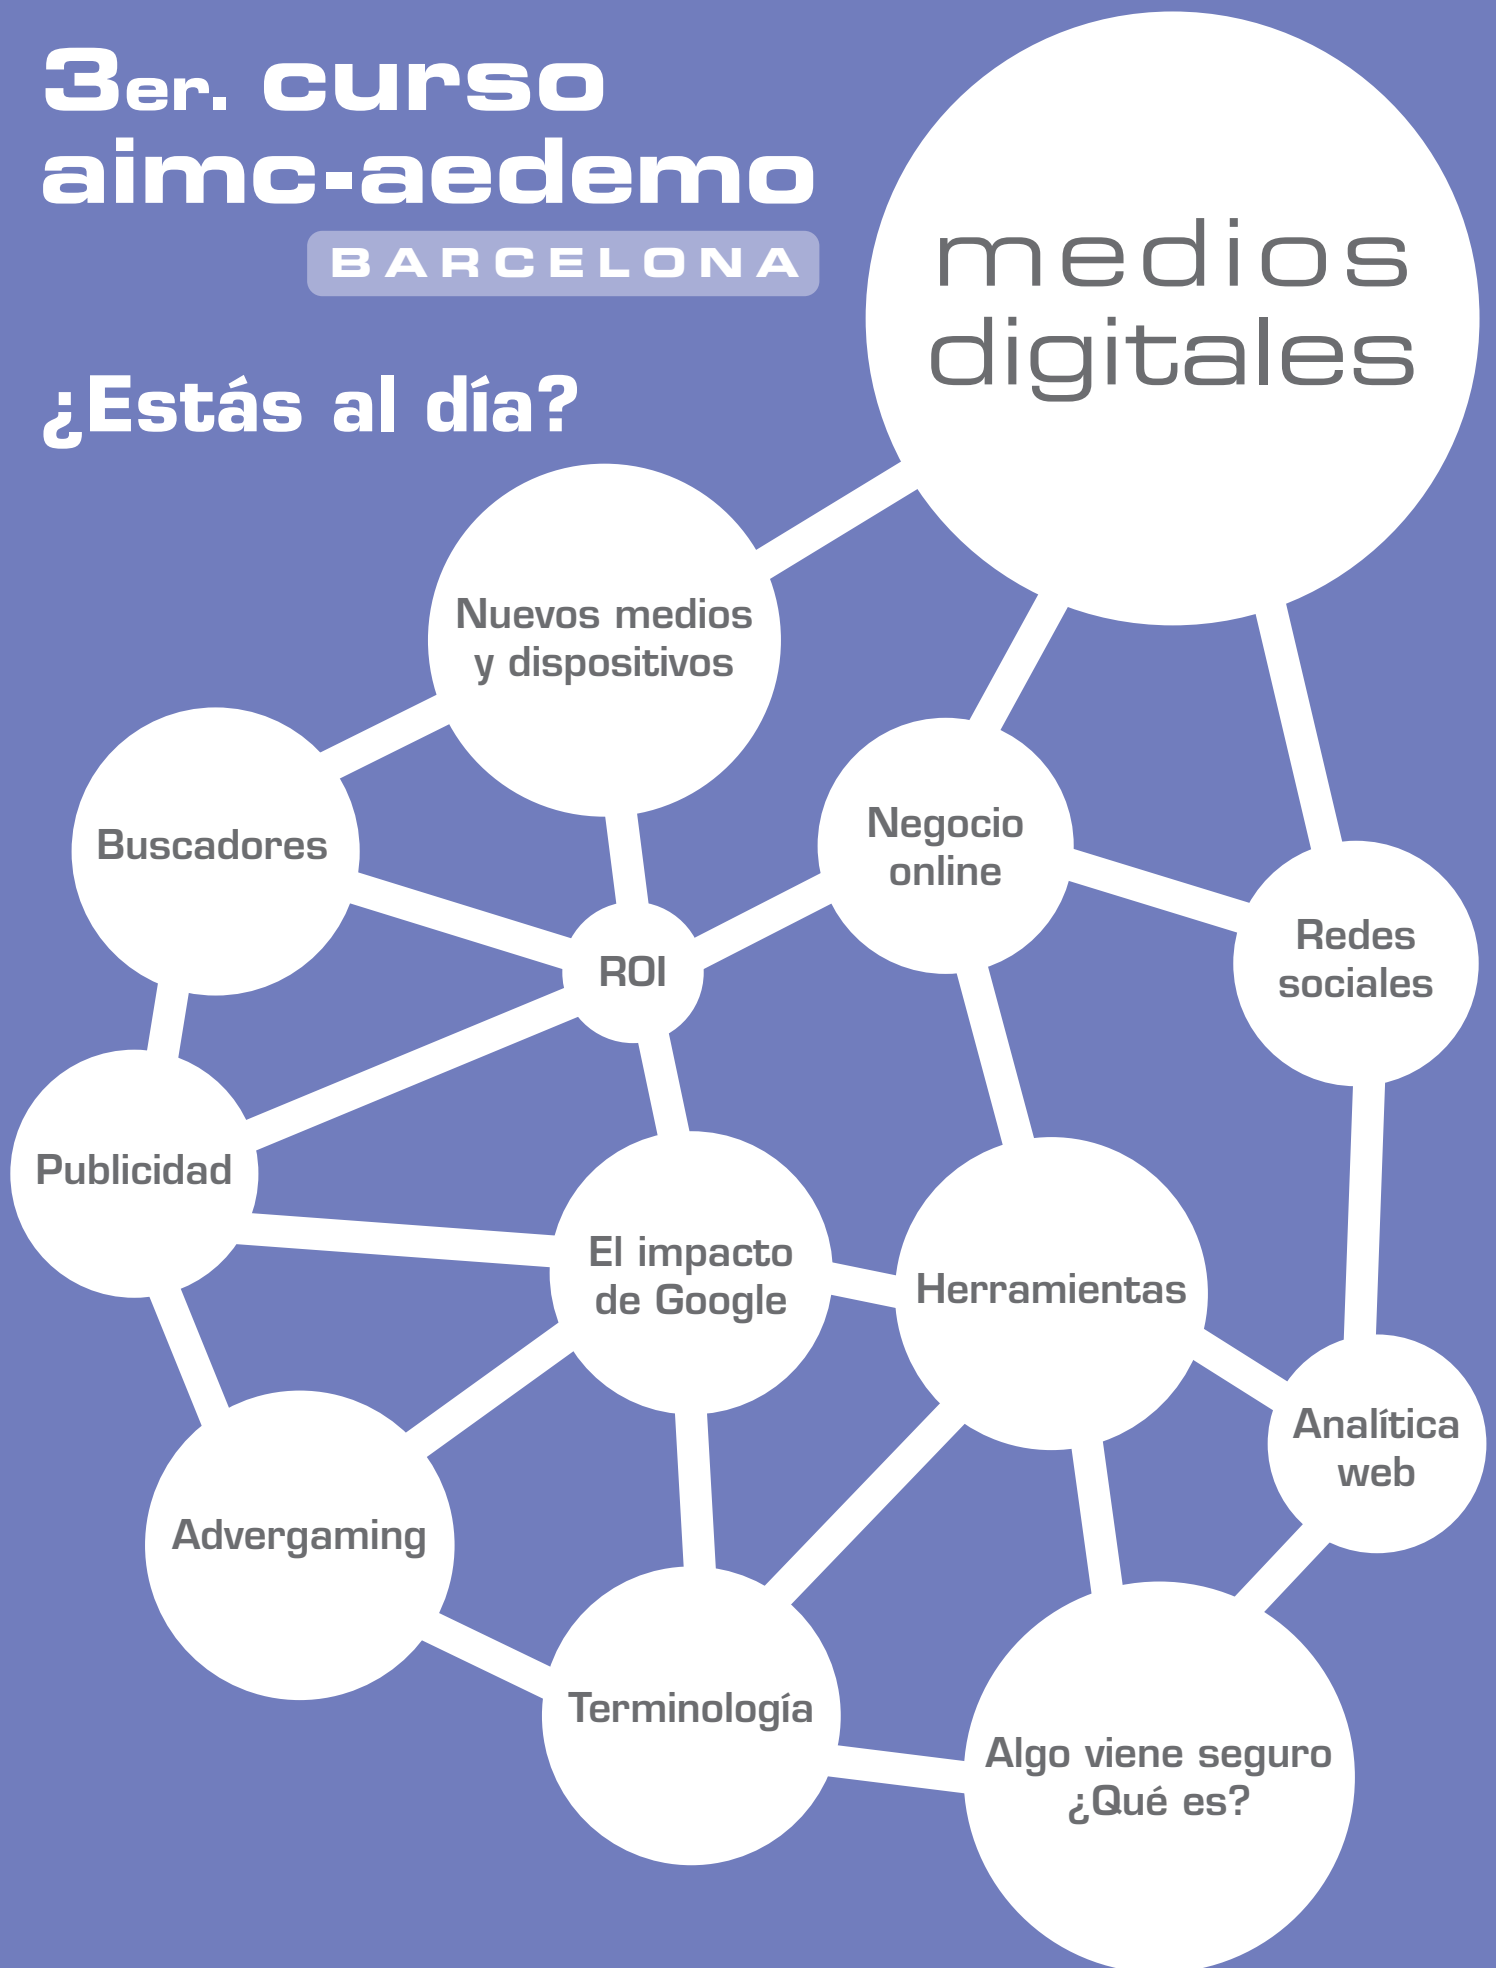 3er. curso
aimc-aedemo
BARCELONA
¿Estás al día?
medios
digitales
Nuevos medios
y dispositivos
Buscadores
Negocio
online
Redes
sociales
ROI
Publicidad
El impacto
de Google
Herramientas
Analítica
web
Advergaming
Terminología
Algo viene seguro
¿Qué es?